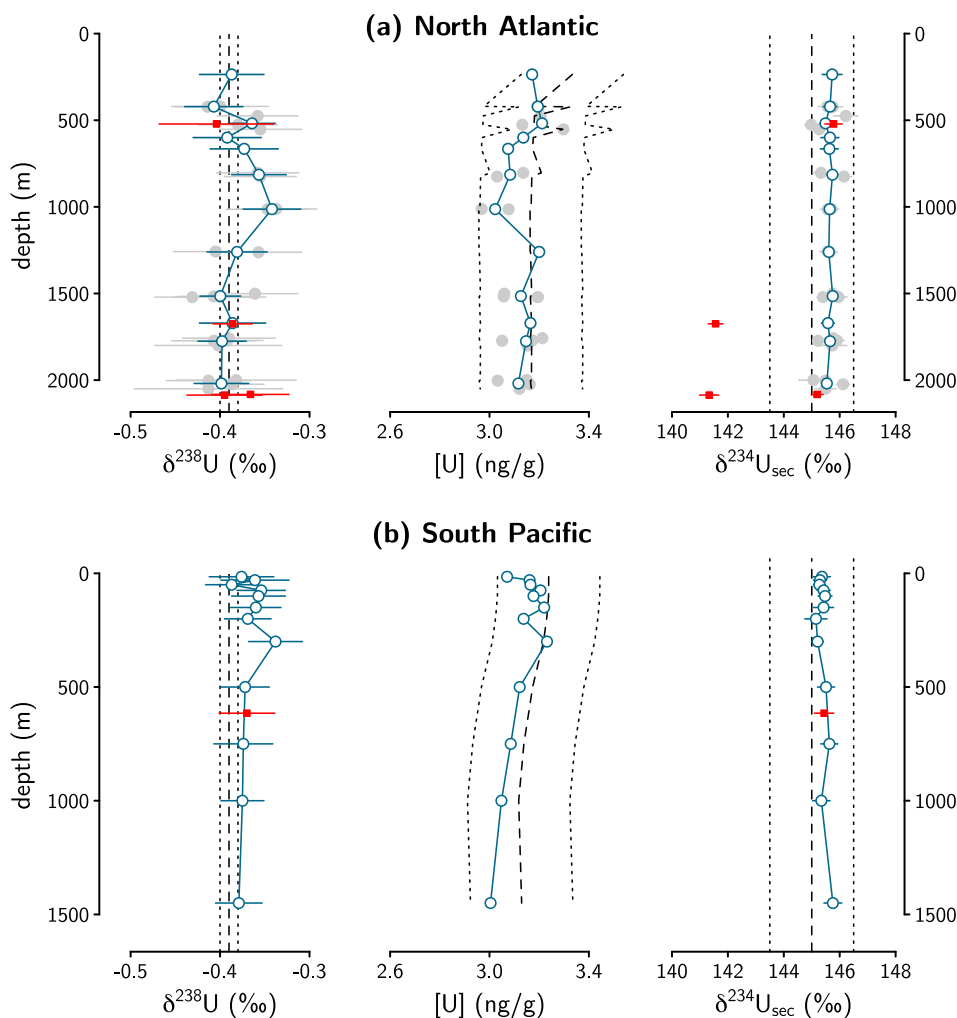 (a) North Atlantic
0
500
1000
1500
2000
depth (m)
-0.5 -0.4 -0.3
δ²³⁸U (‰)
2.6 3.0 3.4
[U] (ng/g)
140 142 144 146 148
δ²³⁴U_sec (‰)
0
500
1000
1500
2000
(b) South Pacific
0
500
1000
1500
depth (m)
-0.5 -0.4 -0.3
δ²³⁸U (‰)
2.6 3.0 3.4
[U] (ng/g)
140 142 144 146 148
δ²³⁴U_sec (‰)
0
500
1000
1500